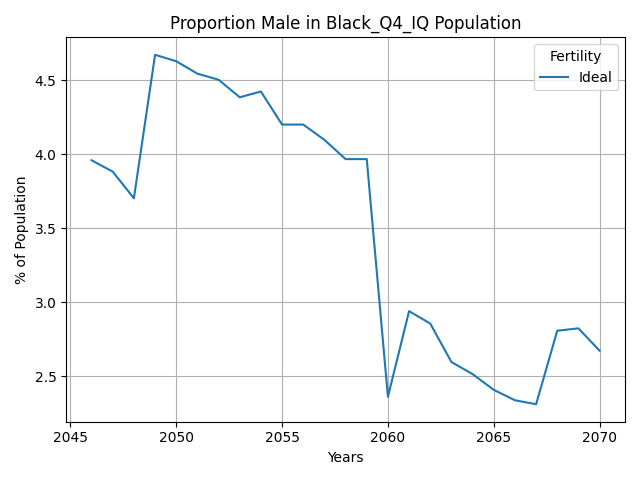 Proportion Male in Black_Q4_IQ Population
Fertility
Ideal
% of Population
4.5
4.0
3.5
3.0
2.5
2045
2050
2055
2060
2065
2070
Years